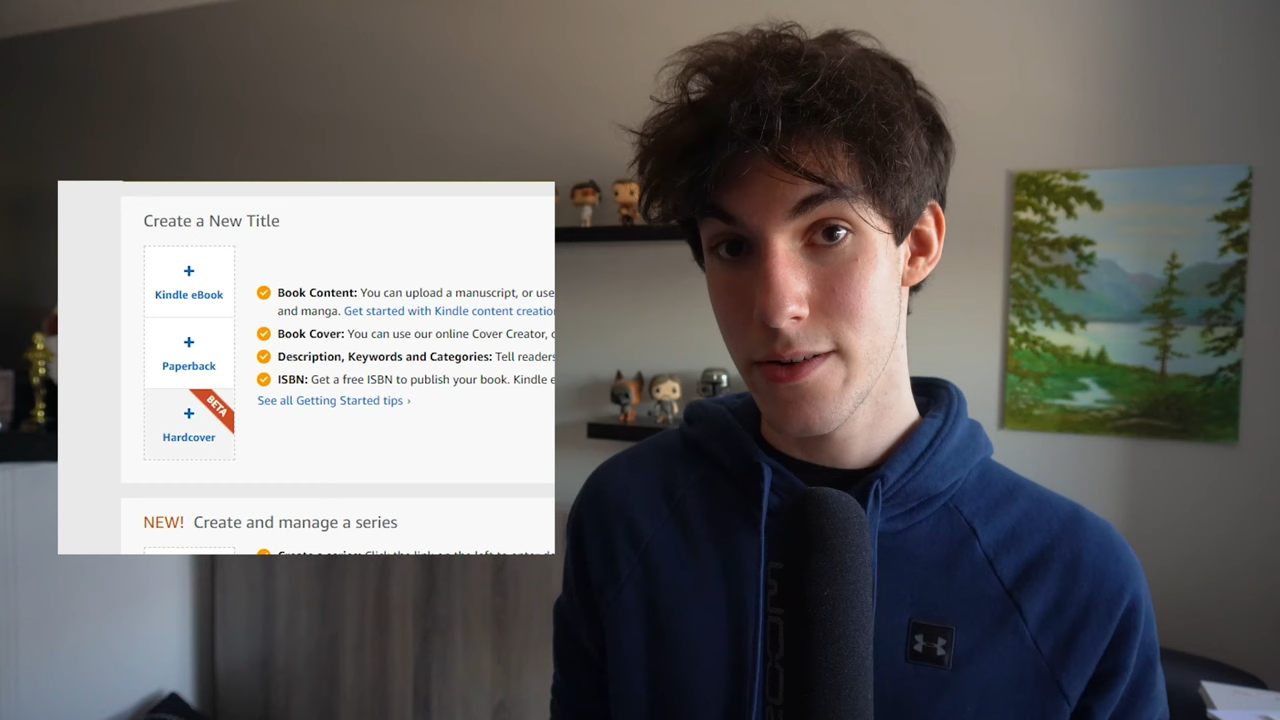 Create a New Title
+
Kindle eBook
+
Paperback
BETA
+
Hardcover
Book Content: You can upload a manuscript, or use
and manga. Get started with Kindle content creation
Book Cover: You can use our online Cover Creator,
Description, Keywords and Categories: Tell readers
ISBN: Get a free ISBN to publish your book. Kindle
See all Getting Started tips ›
NEW! Create and manage a series
ZOOM